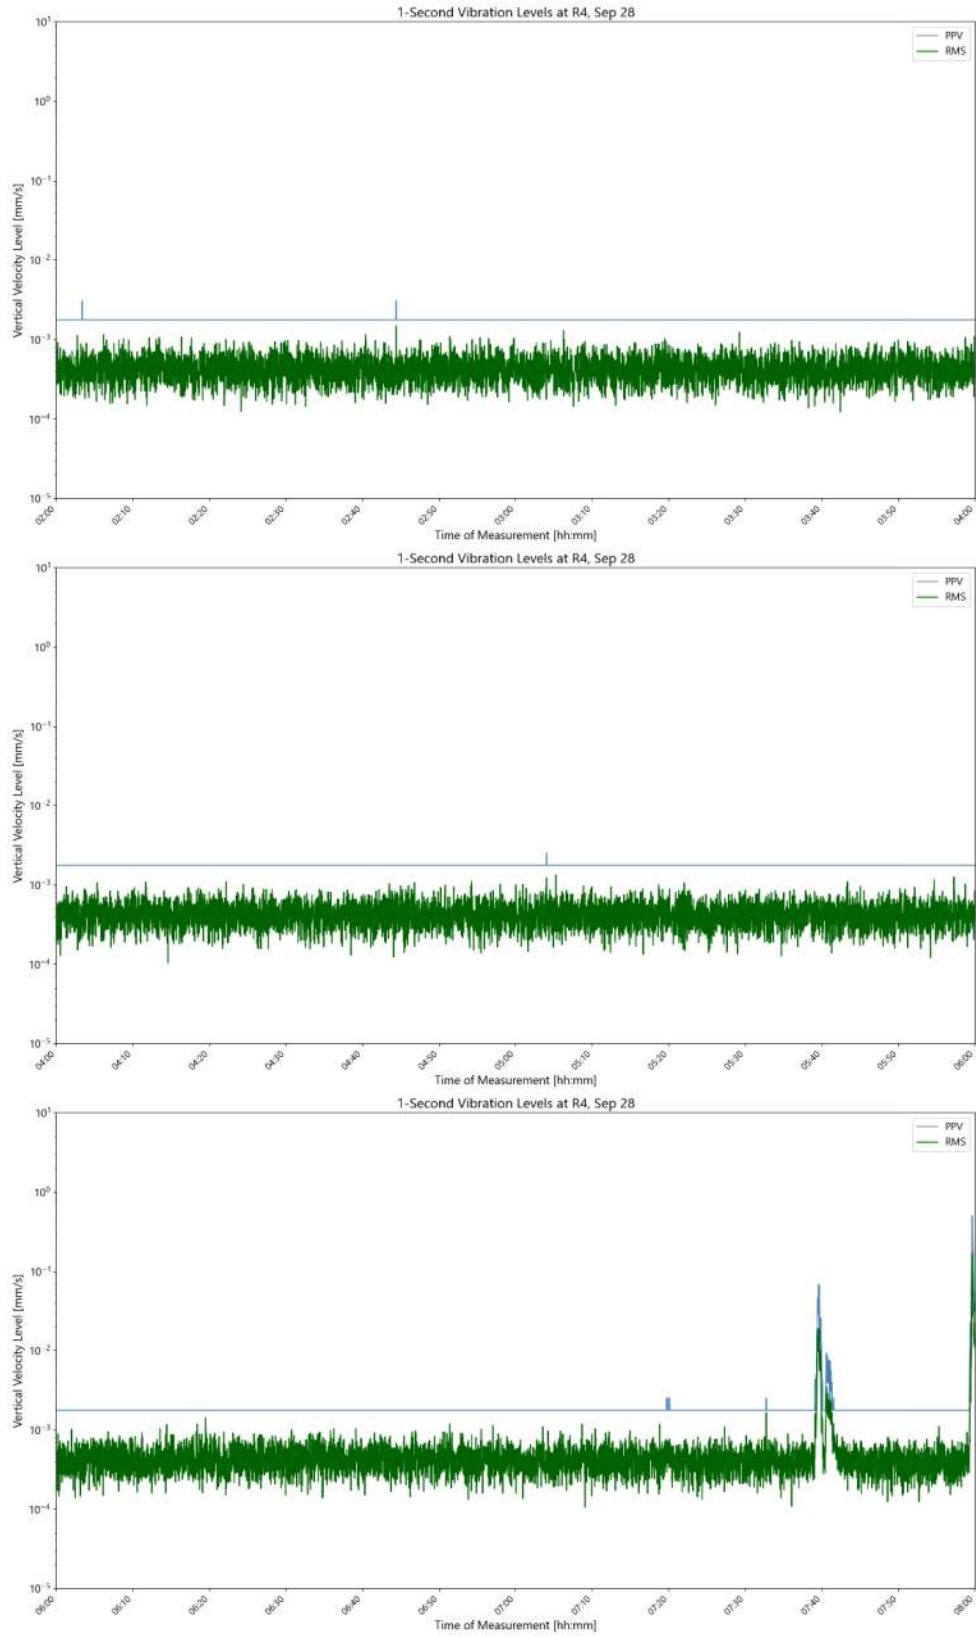 1-Second Vibration Levels at R4, Sep 28
PPV
RMS
Vertical Velocity Level [mm/s]
10¹
10⁰
10⁻¹
10⁻²
10⁻³
10⁻⁴
10⁻⁵
02:00 02:10 02:20 02:30 02:40 02:50 03:00 03:10 03:20 03:30 03:40 03:50 04:00
Time of Measurement [hh:mm]
1-Second Vibration Levels at R4, Sep 28
PPV
RMS
Vertical Velocity Level [mm/s]
10¹
10⁰
10⁻¹
10⁻²
10⁻³
10⁻⁴
10⁻⁵
04:00 04:10 04:20 04:30 04:40 04:50 05:00 05:10 05:20 05:30 05:40 05:50 06:00
Time of Measurement [hh:mm]
1-Second Vibration Levels at R4, Sep 28
PPV
RMS
Vertical Velocity Level [mm/s]
10¹
10⁰
10⁻¹
10⁻²
10⁻³
10⁻⁴
10⁻⁵
06:00 06:10 06:20 06:30 06:40 06:50 07:00 07:10 07:20 07:30 07:40 07:50 08:00
Time of Measurement [hh:mm]